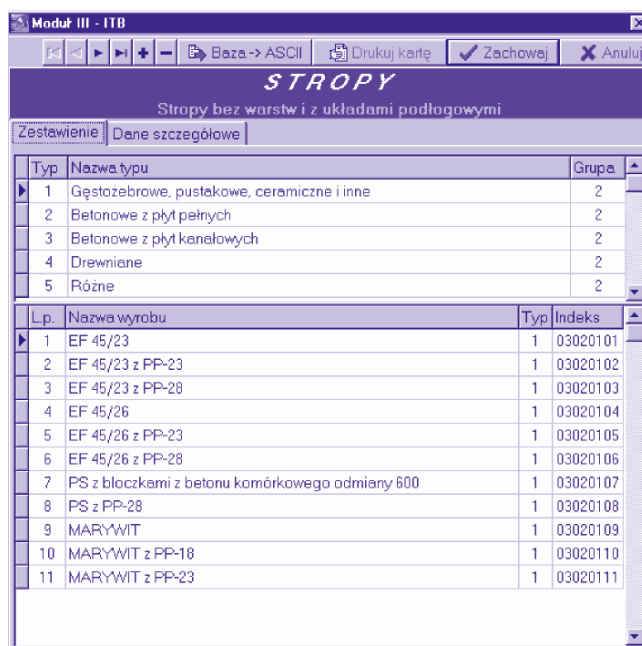 Moduł III - ITB
Baza -> ASCII Drukuj kartę Zachowaj Anuluj
STROPY
Stropy bez warstw i z układami podłogowymi
Zestawienie Dane szczegółowe
Typ Nazwa typu Grupa
1 Gęstożebrowe, pustakowe, ceramiczne i inne 2
2 Betonowe z płyt pełnych 2
3 Betonowe z płyt kanałowych 2
4 Drewniane 2
5 Różne 2
L.p. Nazwa wyrobu Typ Indeks
1 EF 45/23 1 03020101
2 EF 45/23 z PP-23 1 03020102
3 EF 45/23 z PP-28 1 03020103
4 EF 45/26 1 03020104
5 EF 45/26 z PP-23 1 03020105
6 EF 45/26 z PP-28 1 03020106
7 PS z bloczkami z betonu komórkowego odmiany 600 1 03020107
8 PS z PP-28 1 03020108
9 MARYWIT 1 03020109
10 MARYWIT z PP-18 1 03020110
11 MARYWIT z PP-23 1 03020111